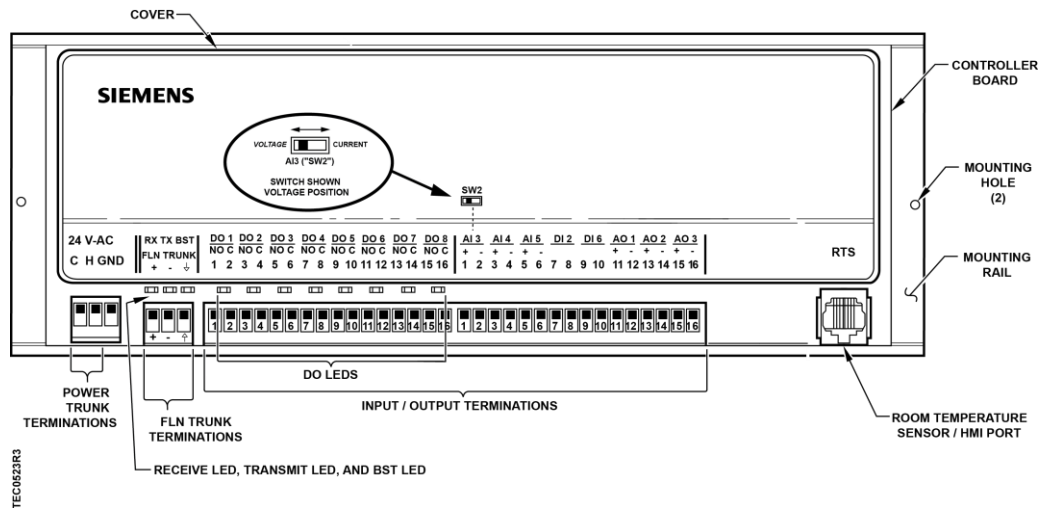 COVER
CONTROLLER
BOARD
SIEMENS
VOLTAGE CURRENT
AI3 ("SW2")
SWITCH SHOWN
VOLTAGE POSITION
SW2
MOUNTING
HOLE
(2)
24 V-AC RX TX BST DO 1 DO 2 DO 3 DO 4 DO 5 DO 6 DO 7 DO 8 AI 3 AI 4 AI 5 DI 2 DI 6 AO 1 AO 2 AO 3
NO C NO C NO C NO C NO C NO C NO C NO C + - + - + - + - + - + -
FLN TRUNK
C H GND + - 1 2 3 4 5 6 7 8 9 10 11 12 13 14 15 16 1 2 3 4 5 6 7 8 9 10 11 12 13 14 15 16
RTS
MOUNTING
RAIL
1 2 3 4 5 6 7 8 9 10 11 12 13 14 15 16 1 2 3 4 5 6 7 8 9 10 11 12 13 14 15 16
+ -
DO LEDS
POWER
TRUNK
TERMINATIONS
FLN TRUNK
TERMINATIONS
INPUT / OUTPUT TERMINATIONS
ROOM TEMPERATURE
SENSOR / HMI PORT
RECEIVE LED, TRANSMIT LED, AND BST LED
TEC0523R3